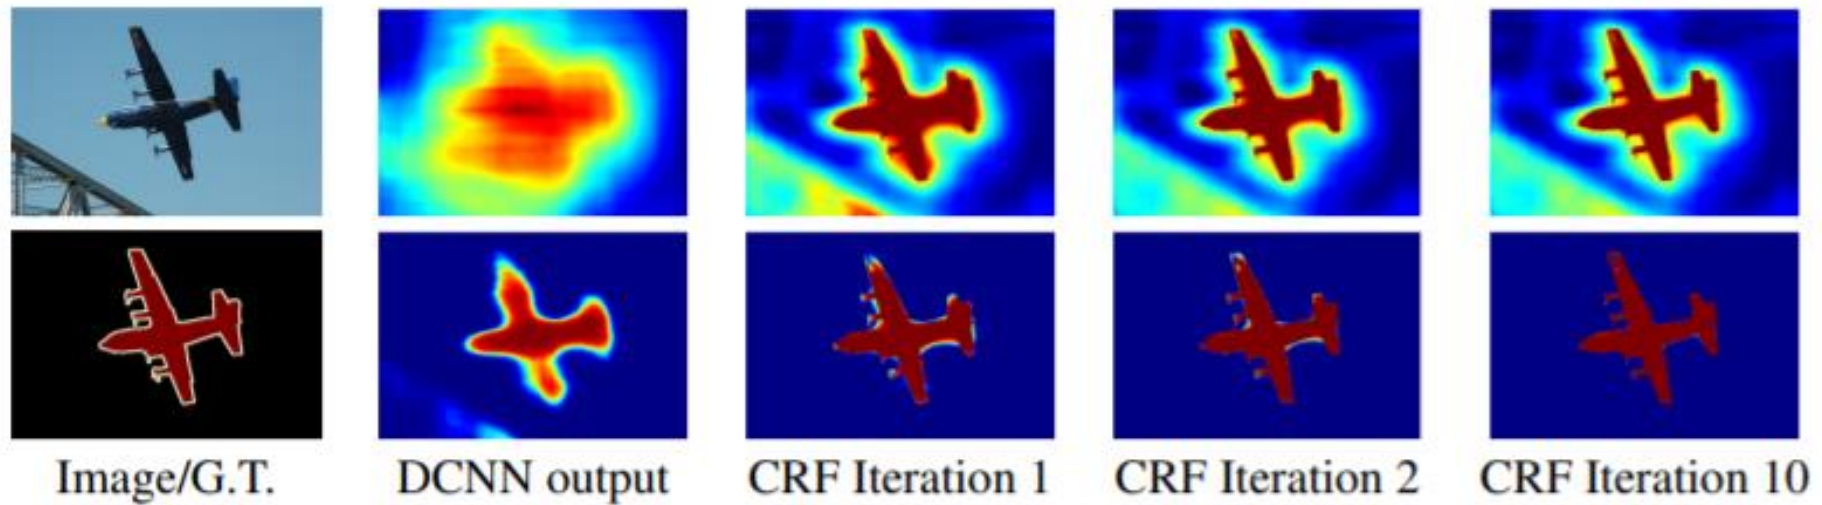 Image/G.T.
DCNN output
CRF Iteration 1
CRF Iteration 2
CRF Iteration 10